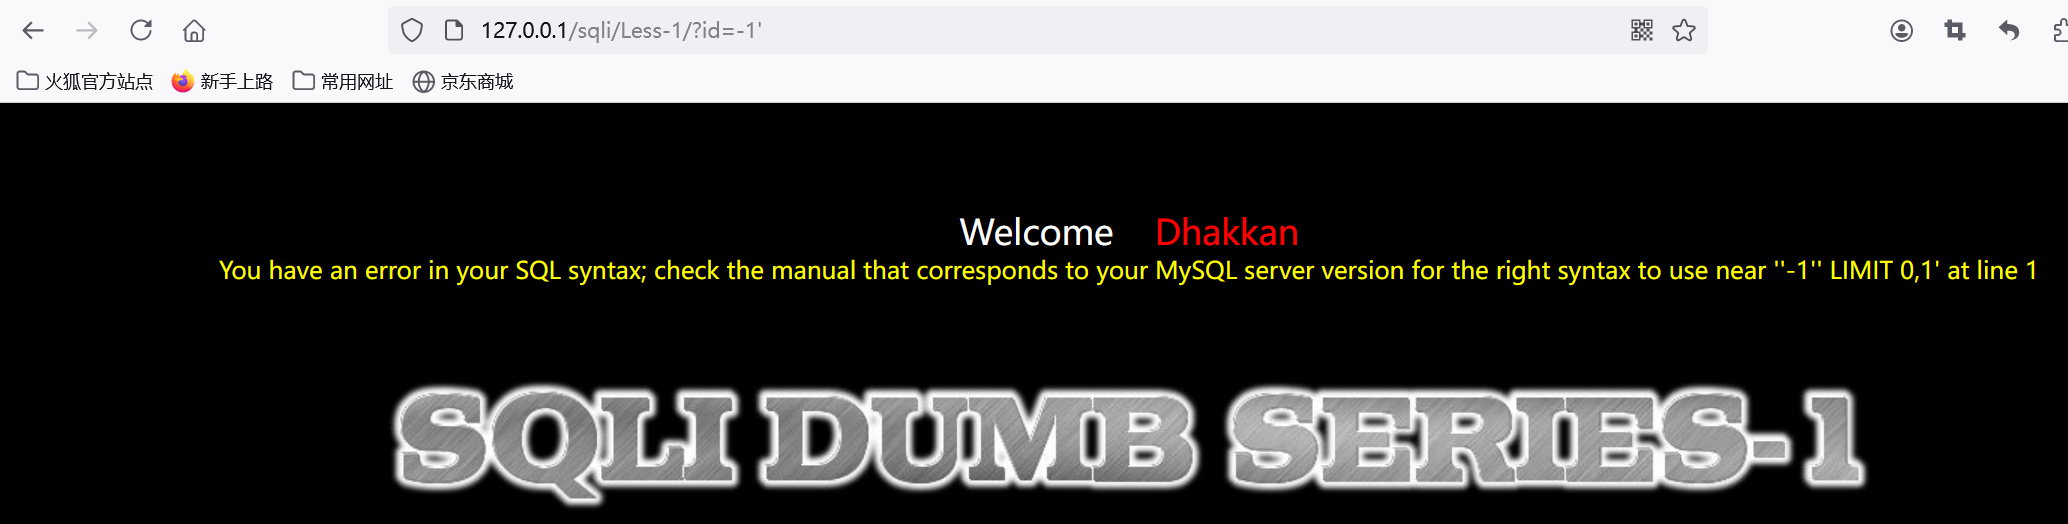 127.0.0.1/sqli/Less-1/?id=-1'
火狐官方站点 新手上路 常用网址 京东商城
Welcome Dhakkan
You have an error in your SQL syntax; check the manual that corresponds to your MySQL server version for the right syntax to use near ''-1'' LIMIT 0,1' at line 1
SQLI DUMB SERIES-1